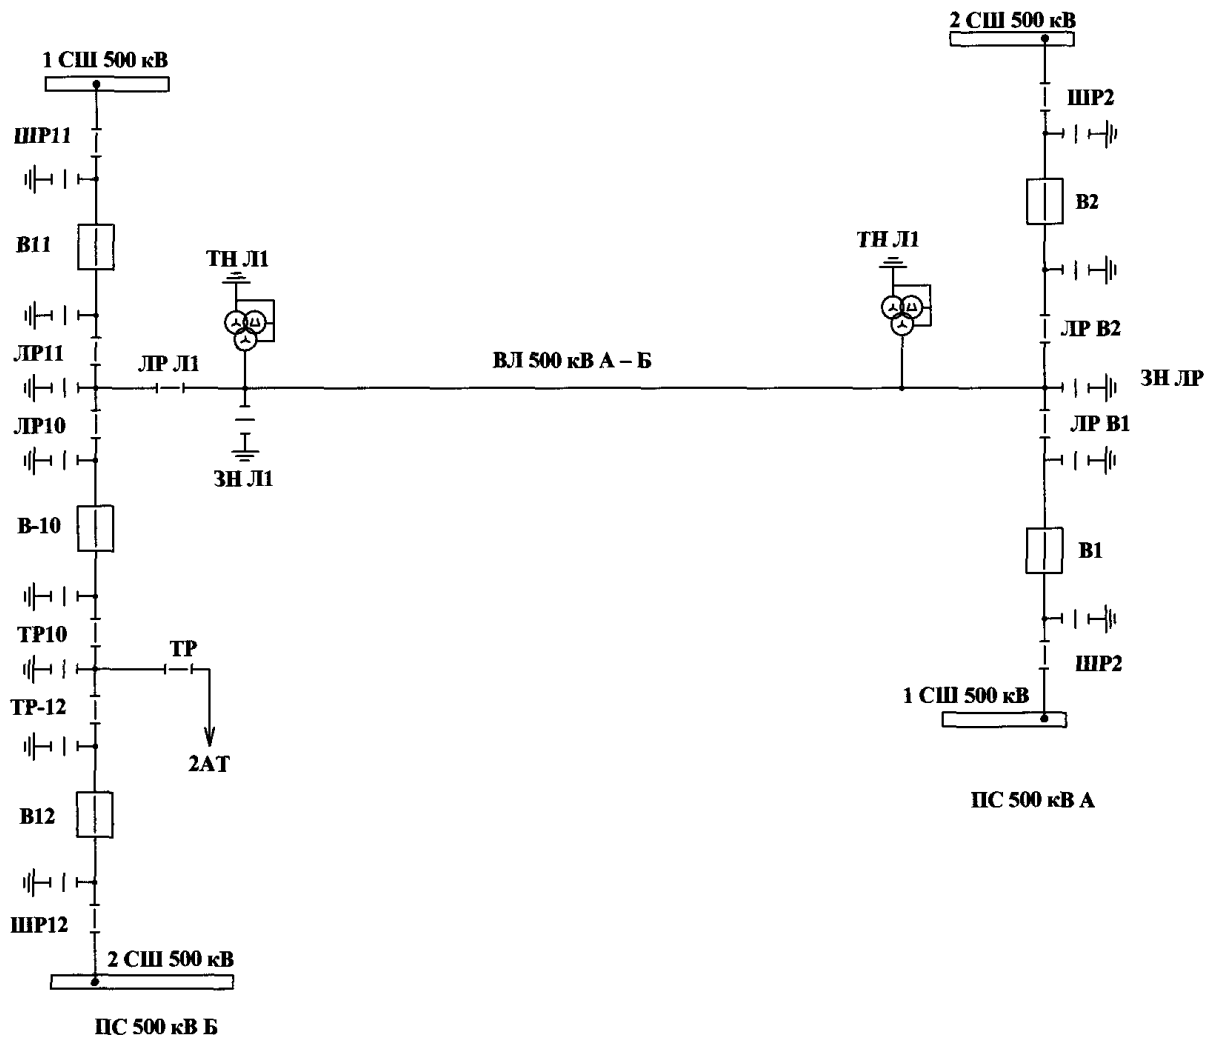 2 СШ 500 кВ
1 СШ 500 кВ
ШР2
ШР11
В2
В11
ТН Л1
ТН Л1
ЛР В2
ЛР11
ЛР Л1
ВЛ 500 кВ А – Б
ЗН ЛР
ЛР10
ЛР В1
ЗН Л1
В-10
В1
ТР10
ТР
ШР2
ТР-12
1 СШ 500 кВ
2АТ
В12
ПС 500 кВ А
ШР12
2 СШ 500 кВ
ПС 500 кВ Б